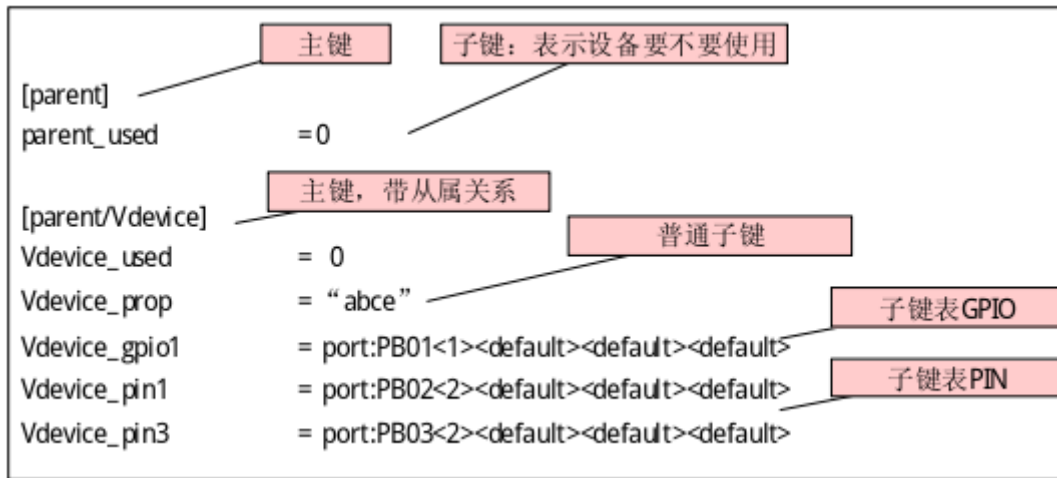 主键
子键：表示设备要不要使用
[parent]
parent_used =0
主键，带从属关系
[parent/Vdevice]
Vdevice_used = 0
普通子键
Vdevice_prop = “abce”
子键表GPIO
Vdevice_gpio1 = port:PB01<1><default><default><default>
子键表PIN
Vdevice_pin1 = port:PB02<2><default><default><default>
Vdevice_pin3 = port:PB03<2><default><default><default>